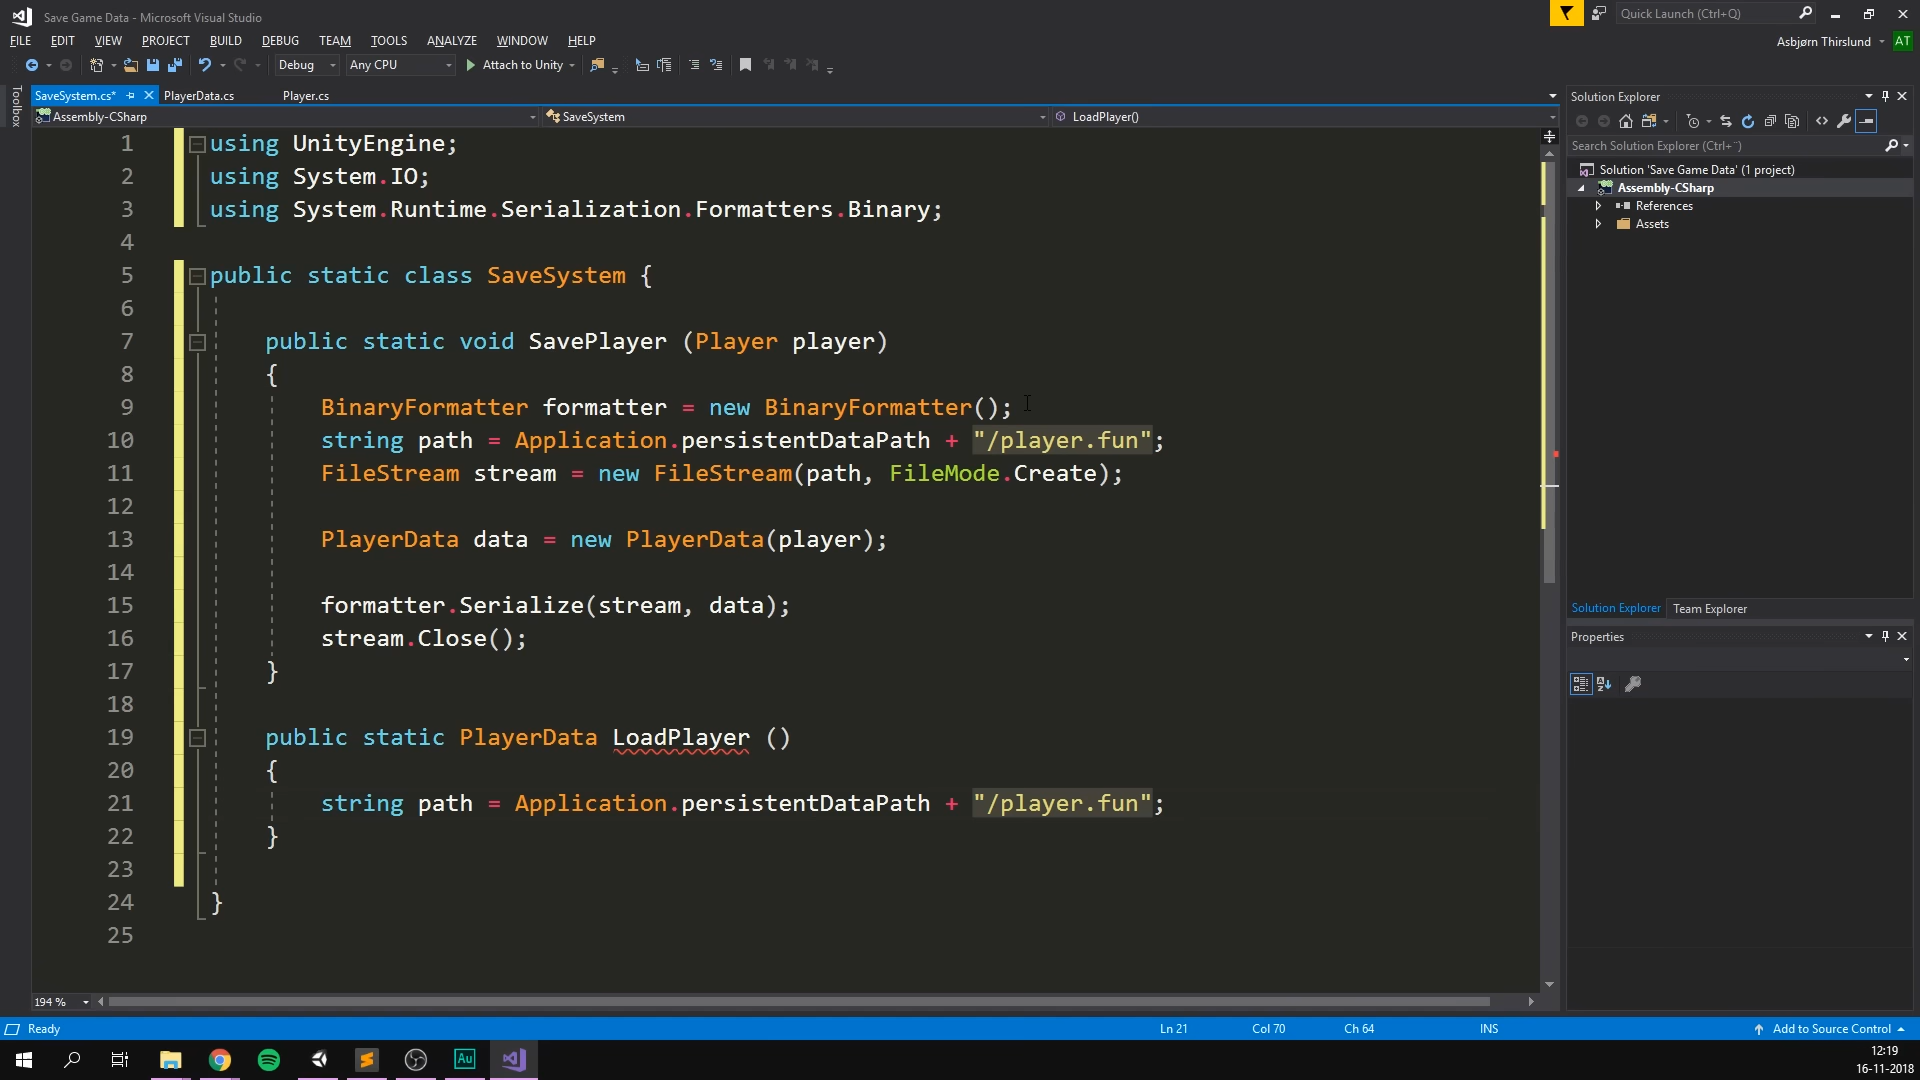 Save Game Data - Microsoft Visual Studio
Quick Launch (Ctrl+Q)
FILE EDIT VIEW PROJECT BUILD DEBUG TEAM TOOLS ANALYZE WINDOW HELP
Asbjørn Thirslund AT
Debug Any CPU Attach to Unity
Toolbox
SaveSystem.cs* PlayerData.cs Player.cs
Assembly-CSharp SaveSystem LoadPlayer()
1 using UnityEngine;
2 using System.IO;
3 using System.Runtime.Serialization.Formatters.Binary;
4
5 public static class SaveSystem {
6
7 public static void SavePlayer (Player player)
8 {
9 BinaryFormatter formatter = new BinaryFormatter();
10 string path = Application.persistentDataPath + "/player.fun";
11 FileStream stream = new FileStream(path, FileMode.Create);
12
13 PlayerData data = new PlayerData(player);
14
15 formatter.Serialize(stream, data);
16 stream.Close();
17 }
18
19 public static PlayerData LoadPlayer ()
20 {
21 string path = Application.persistentDataPath + "/player.fun";
22 }
23
24 }
25
194 %
Solution Explorer
Search Solution Explorer (Ctrl+¨)
Solution 'Save Game Data' (1 project)
Assembly-CSharp
References
Assets
Solution Explorer Team Explorer
Properties
Ready Ln 21 Col 70 Ch 64 INS Add to Source Control
Au
12:19
16-11-2018